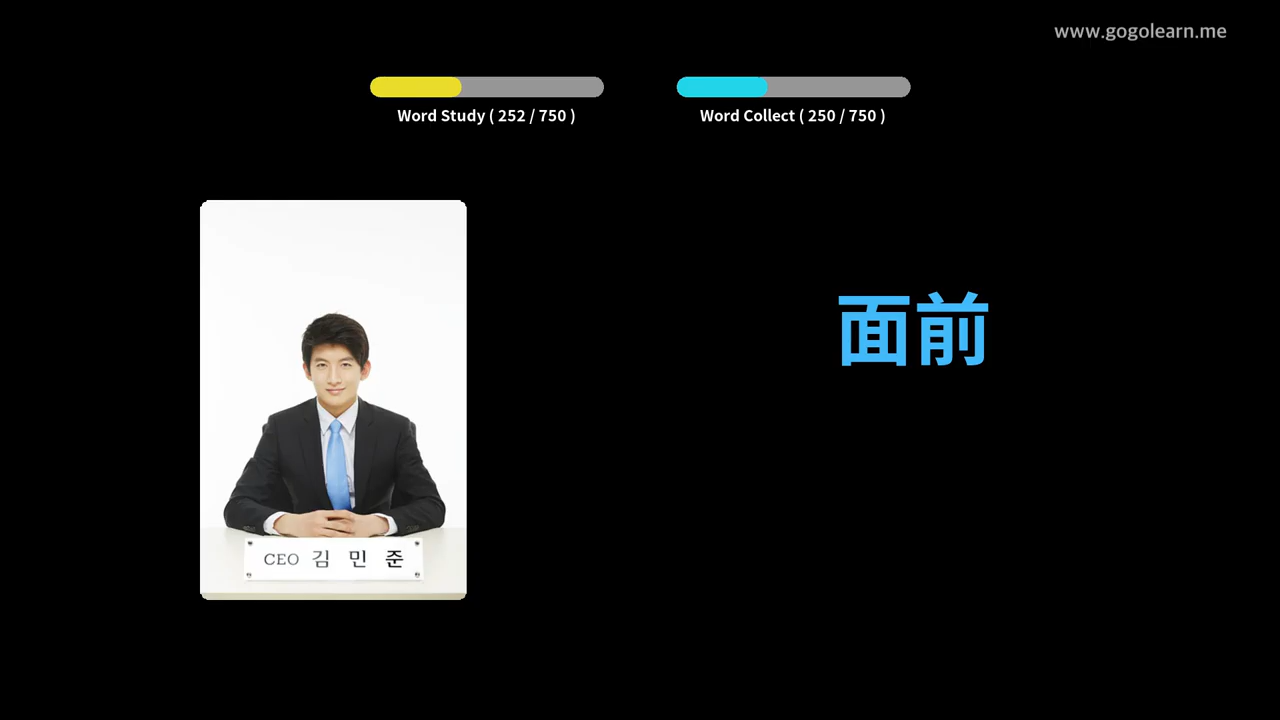 www.gogolearn.me
Word Study ( 252 / 750 )
Word Collect ( 250 / 750 )
面前
CEO 김 민 준